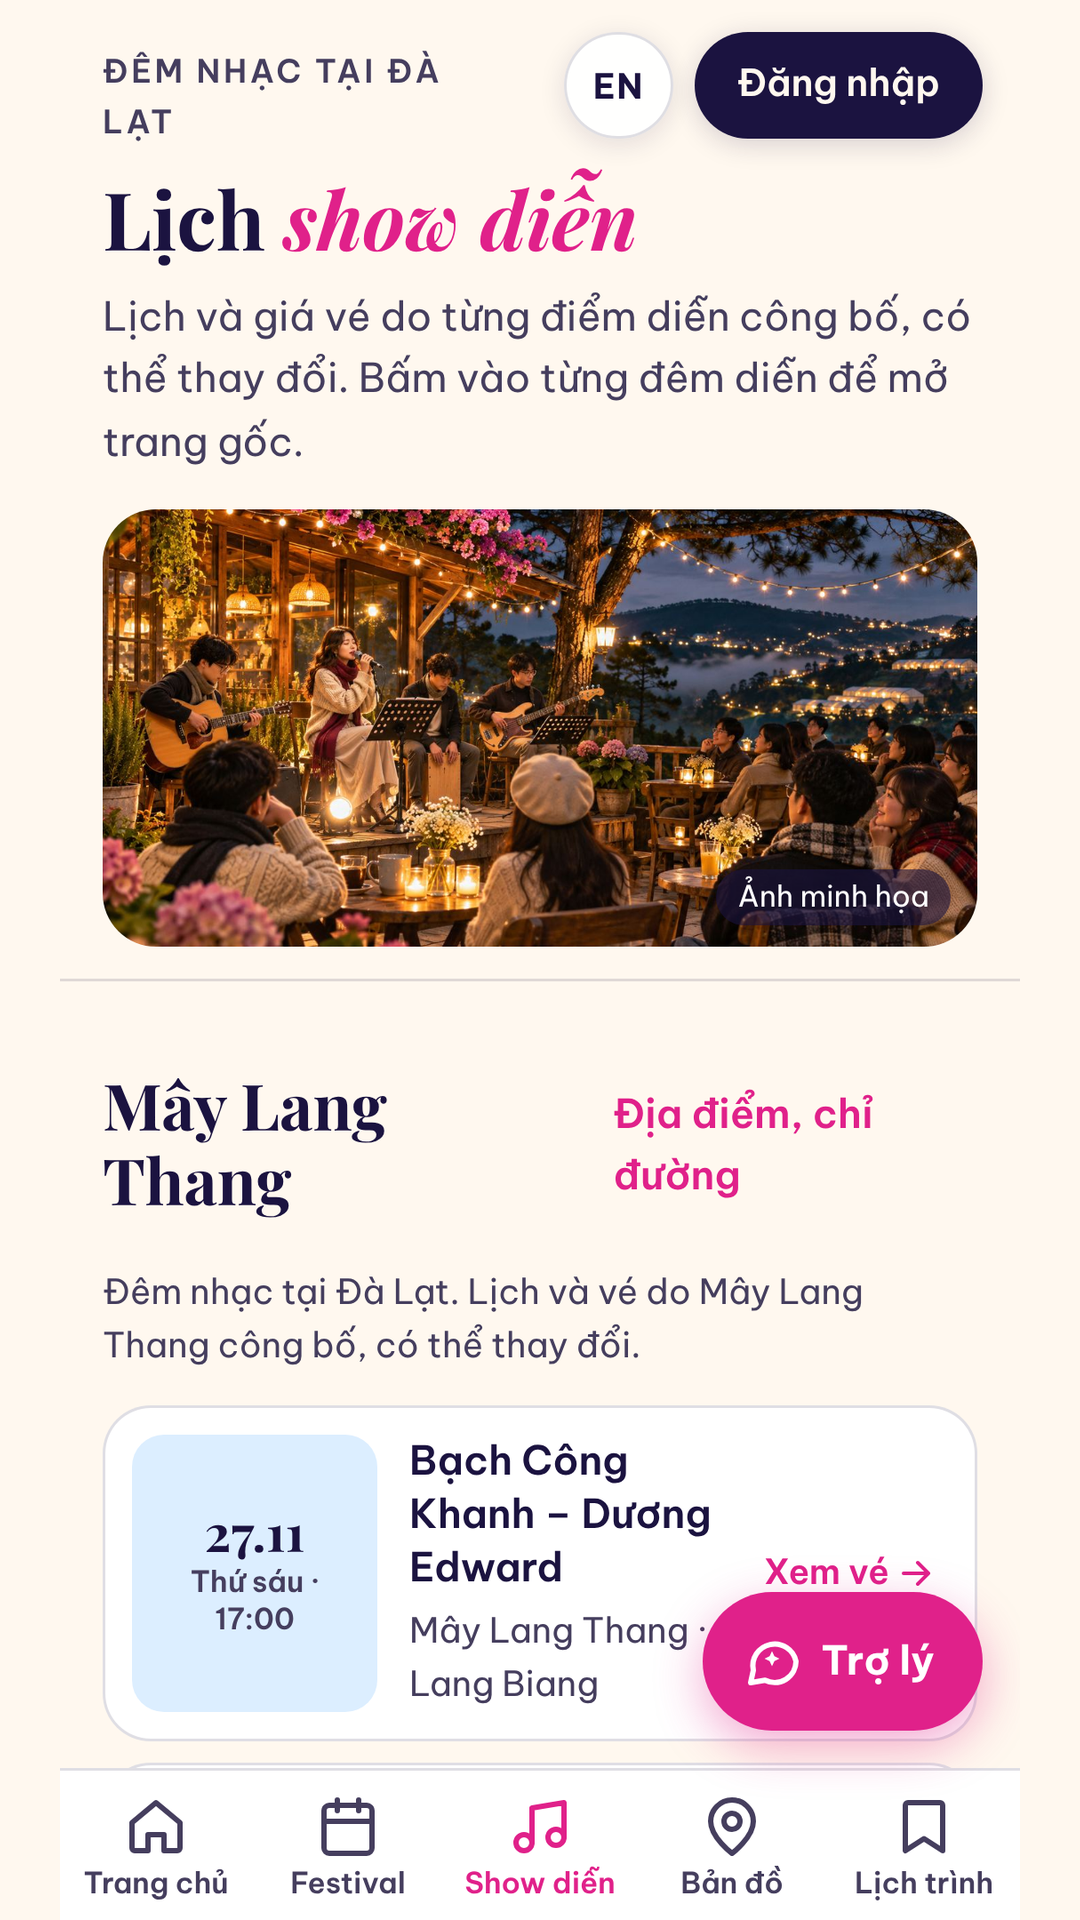 ĐÊM NHẠC TẠI ĐÀ
LẠT
EN
Đăng nhập
Lịch show diễn
Lịch và giá vé do từng điểm diễn công bố, có
thể thay đổi. Bấm vào từng đêm diễn để mở
trang gốc.
Ảnh minh họa
Mây Lang
Thang
Địa điểm, chỉ
đường
Đêm nhạc tại Đà Lạt. Lịch và vé do Mây Lang
Thang công bố, có thể thay đổi.
27.11
Thứ sáu ·
17:00
Bạch Công
Khanh – Dương
Edward
Mây Lang Thang ·
Lang Biang
Xem vé →
Trợ lý
Trang chủ
Festival
Show diễn
Bản đồ
Lịch trình